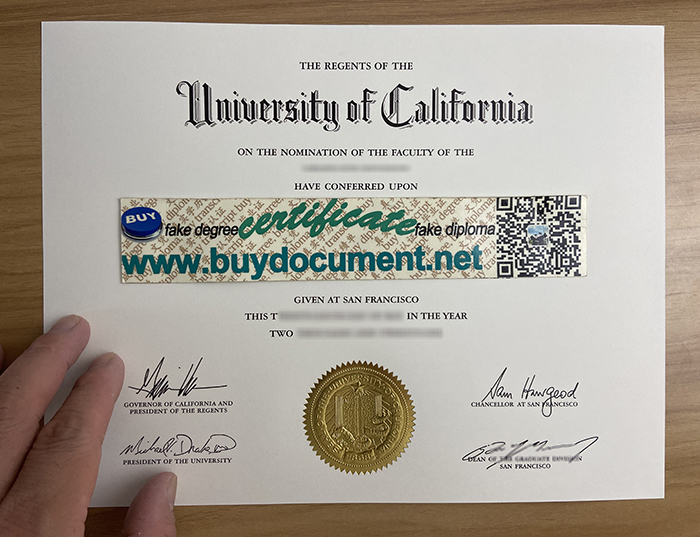 THE REGENTS OF THE
University of California
ON THE NOMINATION OF THE FACULTY OF THE
HAVE CONFERRED UPON
BUY fake degree certificate fake diploma
www.buydocument.net
GIVEN AT SAN FRANCISCO
THIS T IN THE YEAR
TWO
GOVERNOR OF CALIFORNIA AND
PRESIDENT OF THE REGENTS
Sam Hawgood
CHANCELLOR AT SAN FRANCISCO
Michael V. Drake, MD
PRESIDENT OF THE UNIVERSITY
DEAN OF THE GRADUATE DIVISION
SAN FRANCISCO